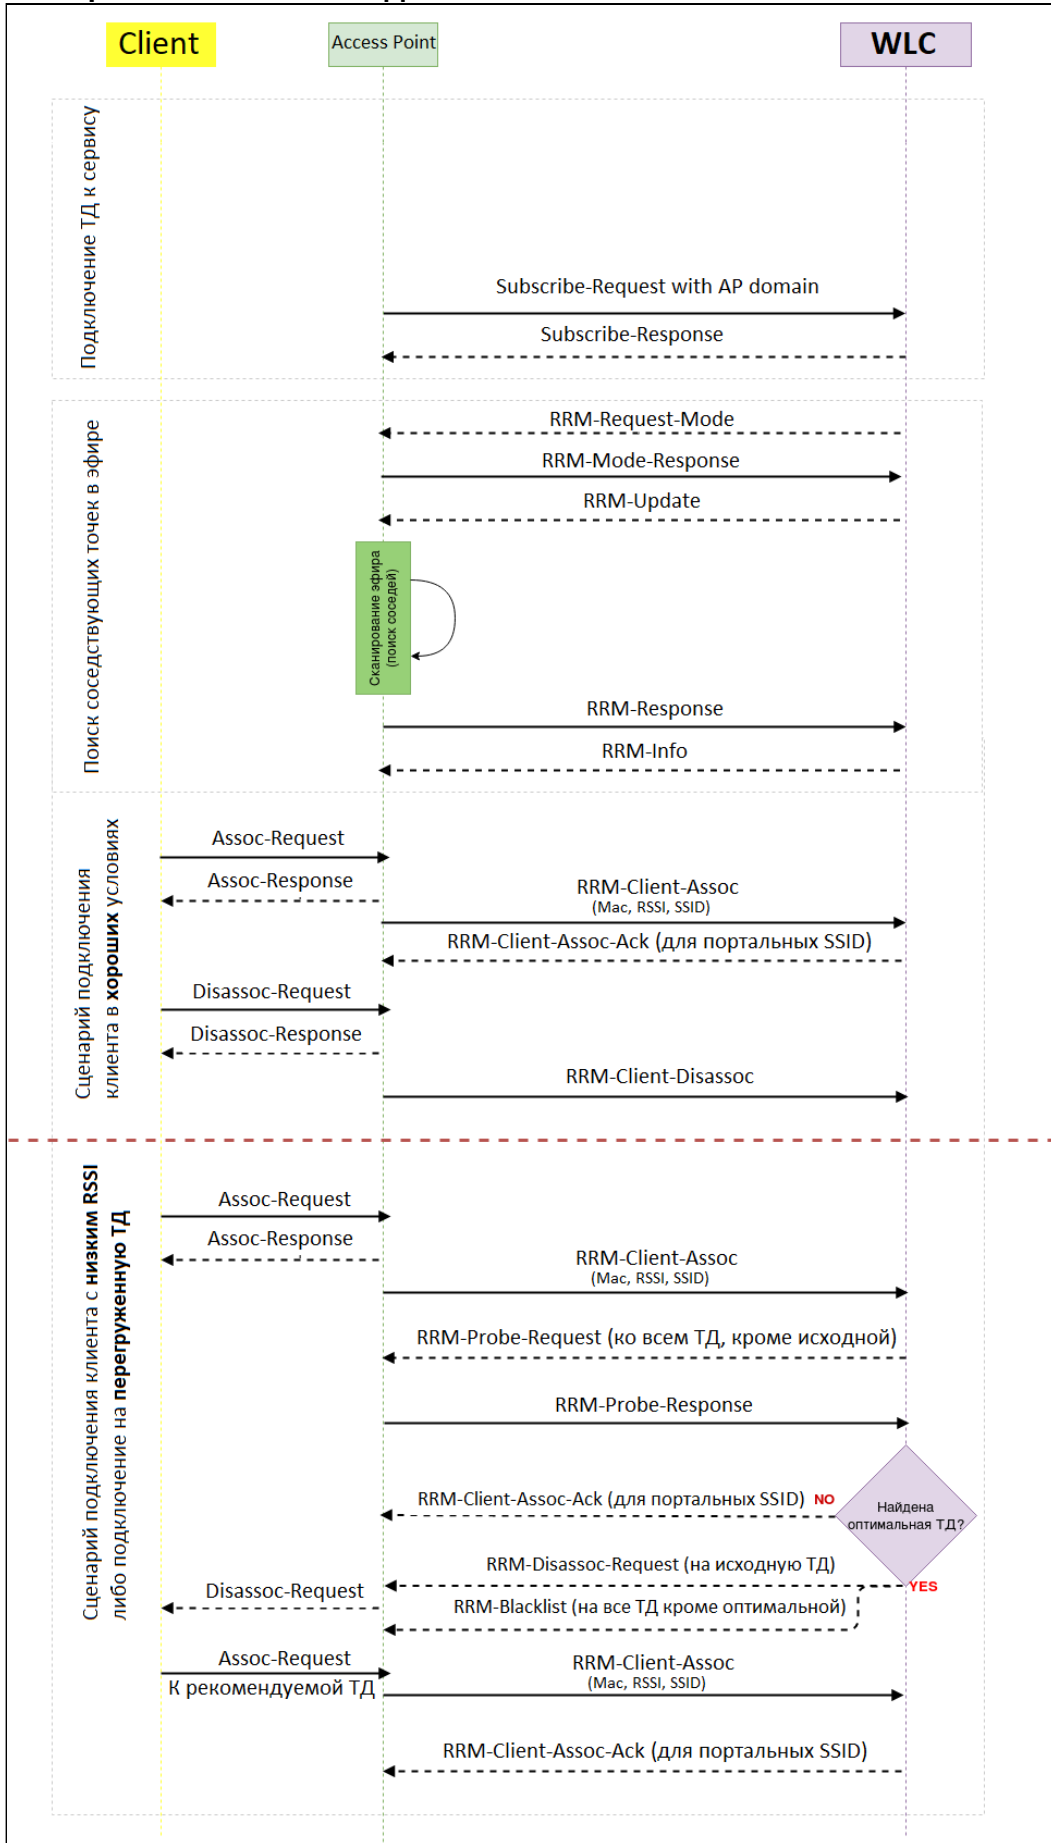 Client
Access Point
WLC
Подключение ТД к сервису
Subscribe-Request with AP domain
Subscribe-Response
Поиск соседствующих точек в эфире
RRM-Request-Mode
RRM-Mode-Response
RRM-Update
Сканирование эфира
(поиск соседей)
RRM-Response
RRM-Info
Сценарий подключения
клиента в хороших условиях
Assoc-Request
Assoc-Response
RRM-Client-Assoc
(Mac, RSSI, SSID)
RRM-Client-Assoc-Ack (для портальных SSID)
Disassoc-Request
Disassoc-Response
RRM-Client-Disassoc
Сценарий подключения клиента с низким RSSI
либо подключение на перегруженную ТД
Assoc-Request
Assoc-Response
RRM-Client-Assoc
(Mac, RSSI, SSID)
RRM-Probe-Request (ко всем ТД, кроме исходной)
RRM-Probe-Response
RRM-Client-Assoc-Ack (для портальных SSID)
NO
Найдена
оптимальная ТД?
RRM-Disassoc-Request (на исходную ТД)
YES
Disassoc-Request
RRM-Blacklist (на все ТД кроме оптимальной)
Assoc-Request
К рекомендуемой ТД
RRM-Client-Assoc
(Mac, RSSI, SSID)
RRM-Client-Assoc-Ack (для портальных SSID)